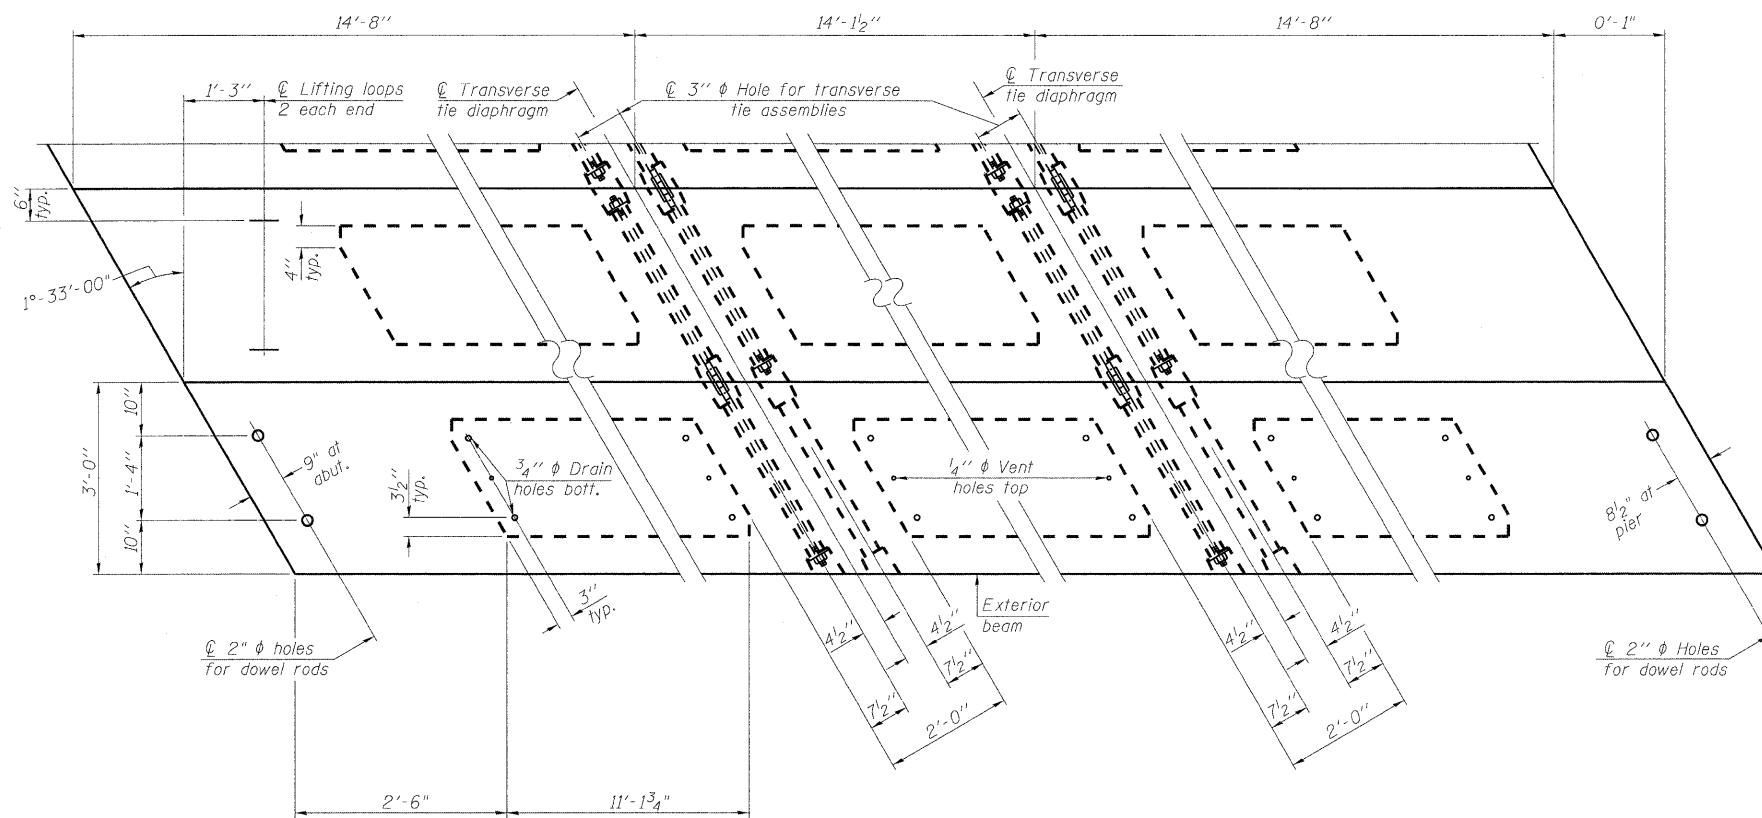 14'-8"
14'-1½"
14'-8"
0'-1"
1'-3"
℄ Lifting loops
2 each end
℄ Transverse
tie diaphragm
℄ 3" ϕ Hole for transverse
tie assemblies
℄ Transverse
tie diaphragm
6"
typ.
4"
typ.
1°-33'-00"
3'-0"
10"
1'-4"
10"
9" at
abut.
3½"
typ.
¾" ϕ Drain
holes bott.
¼" ϕ Vent
holes top
8½" at
pier
3"
typ.
Exterior
beam
℄ 2" ϕ holes
for dowel rods
4½"
4½"
7½"
7½"
2'-0"
4½"
4½"
7½"
7½"
2'-0"
℄ 2" ϕ Holes
for dowel rods
2'-6"
11'-1¾"